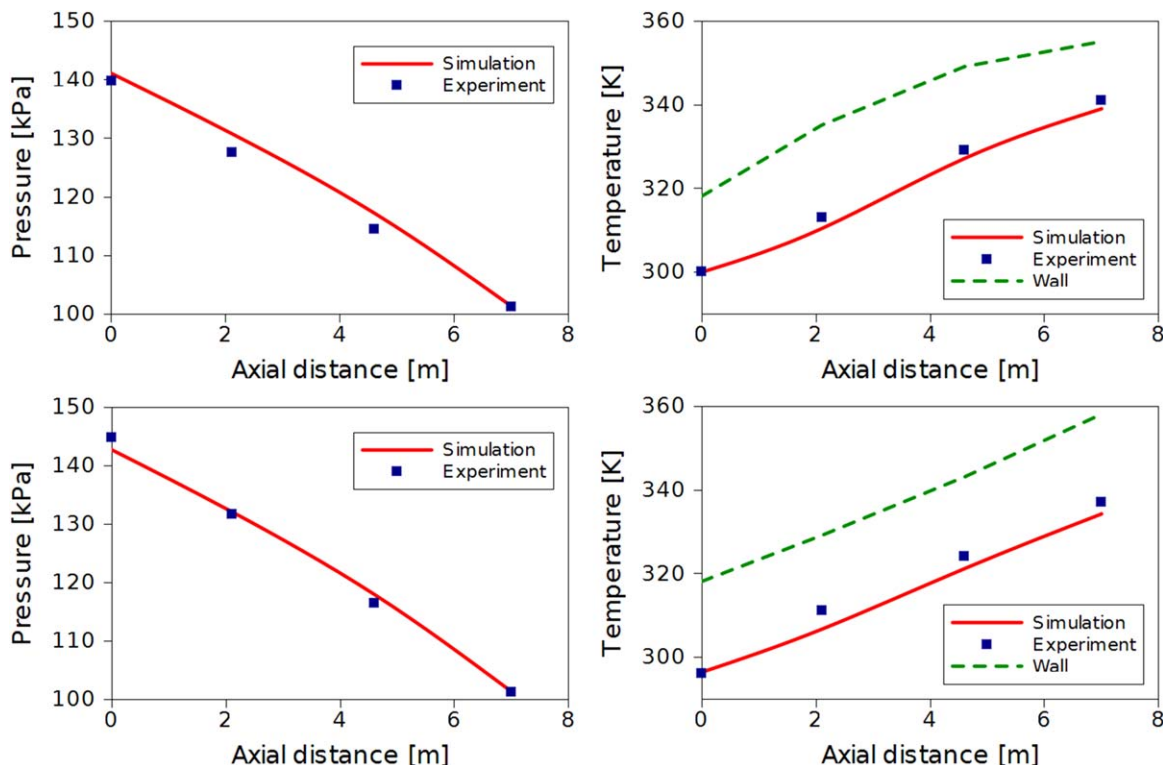 150
140
130
120
110
100
Pressure [kPa]
Simulation
Experiment
0 2 4 6 8
Axial distance [m]
360
340
320
300
Temperature [K]
Simulation
Experiment
Wall
0 2 4 6 8
Axial distance [m]
150
140
130
120
110
100
Pressure [kPa]
Simulation
Experiment
0 2 4 6 8
Axial distance [m]
360
340
320
300
Temperature [K]
Simulation
Experiment
Wall
0 2 4 6 8
Axial distance [m]